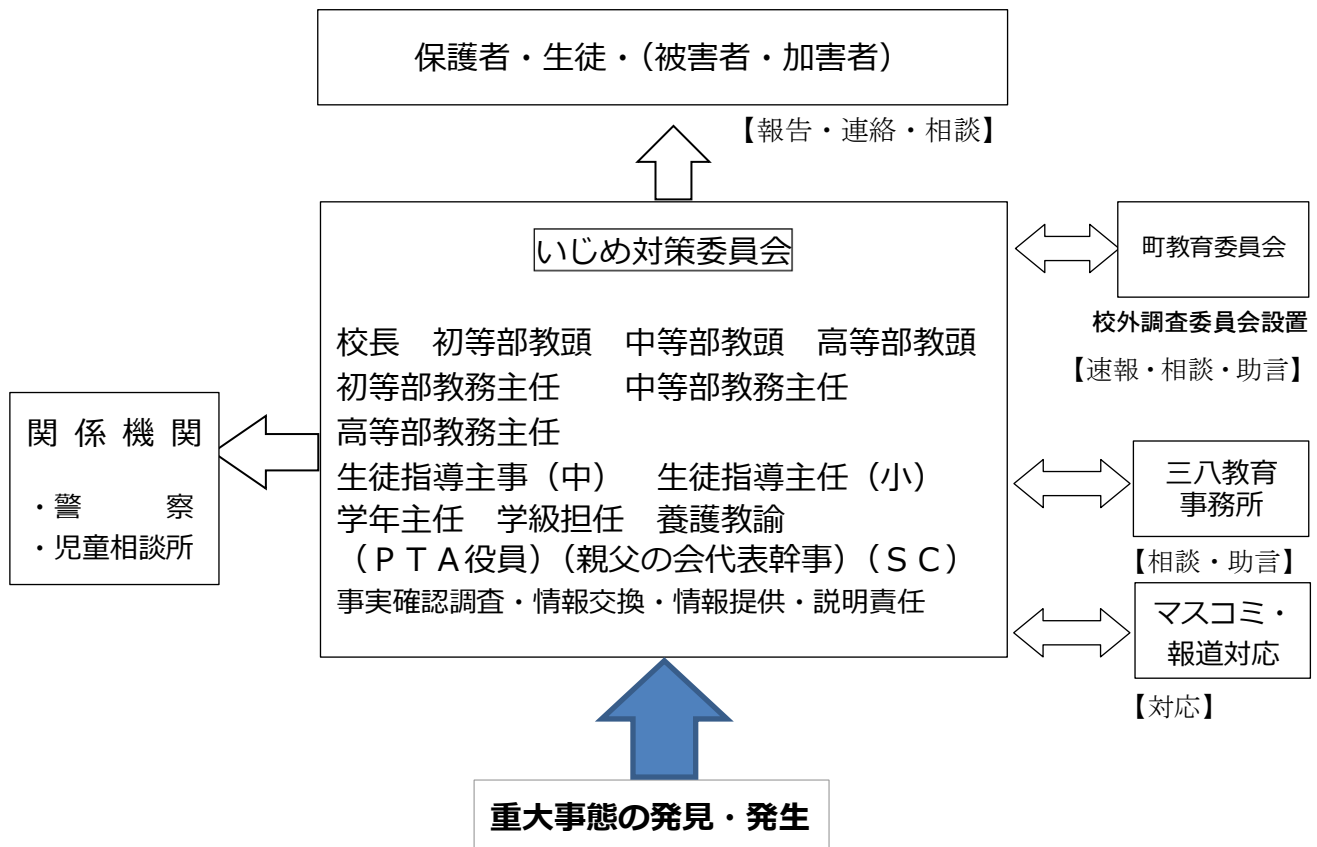 保護者・生徒・（被害者・加害者）
【報告・連絡・相談】
いじめ対策委員会
校長　初等部教頭　中等部教頭　高等部教頭
初等部教務主任　　中等部教務主任
高等部教務主任
生徒指導主事（中）　生徒指導主任（小）
学年主任　学級担任　養護教諭
（ＰＴＡ役員）（親父の会代表幹事）（ＳＣ）
事実確認調査・情報交換・情報提供・説明責任
町教育委員会
校外調査委員会設置
【速報・相談・助言】
三八教育
事務所
【相談・助言】
マスコミ・
報道対応
【対応】
関係機関
・警　　察
・児童相談所
重大事態の発見・発生